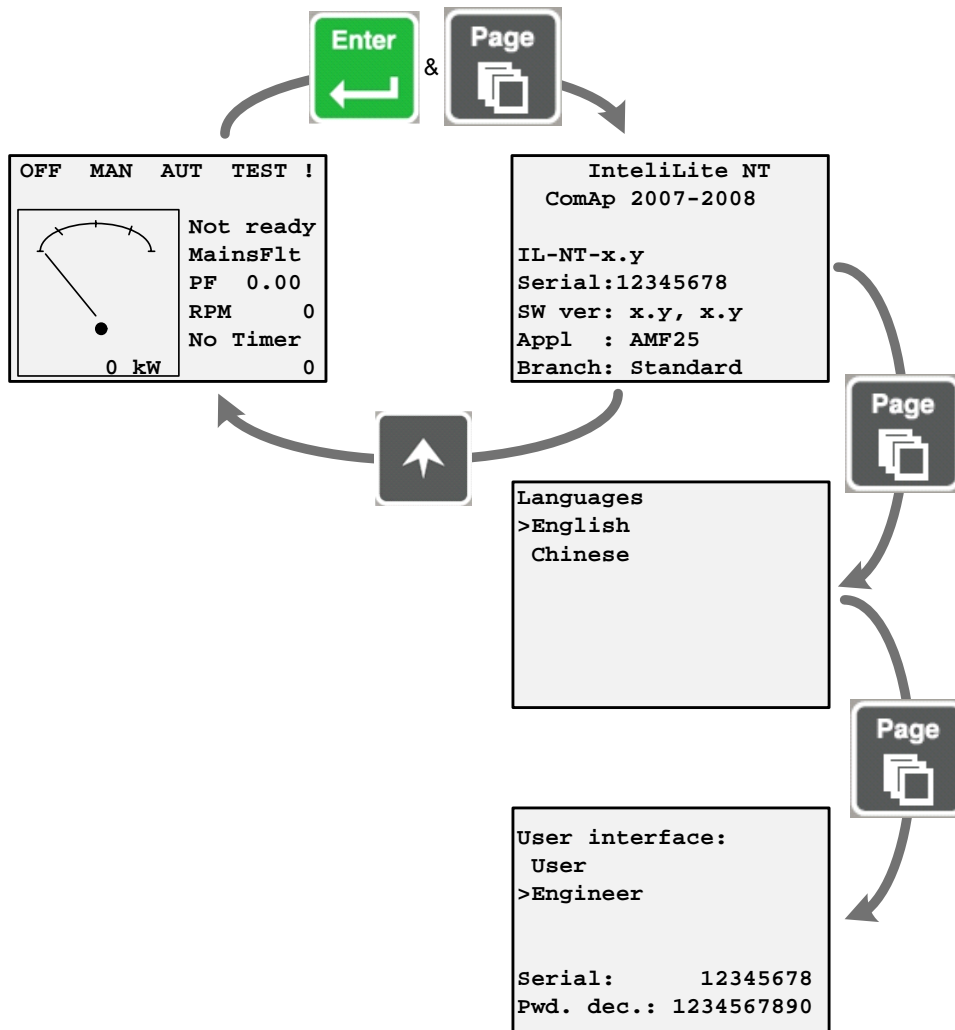 Enter
&
Page
OFF MAN AUT TEST !
Not ready
MainsFlt
PF 0.00
RPM 0
No Timer
0 kW 0
InteliLite NT
ComAp 2007-2008
IL-NT-x.y
Serial:12345678
SW ver: x.y, x.y
Appl : AMF25
Branch: Standard
Page
Languages
>English
Chinese
Page
User interface:
User
>Engineer
Serial: 12345678
Pwd. dec.: 1234567890